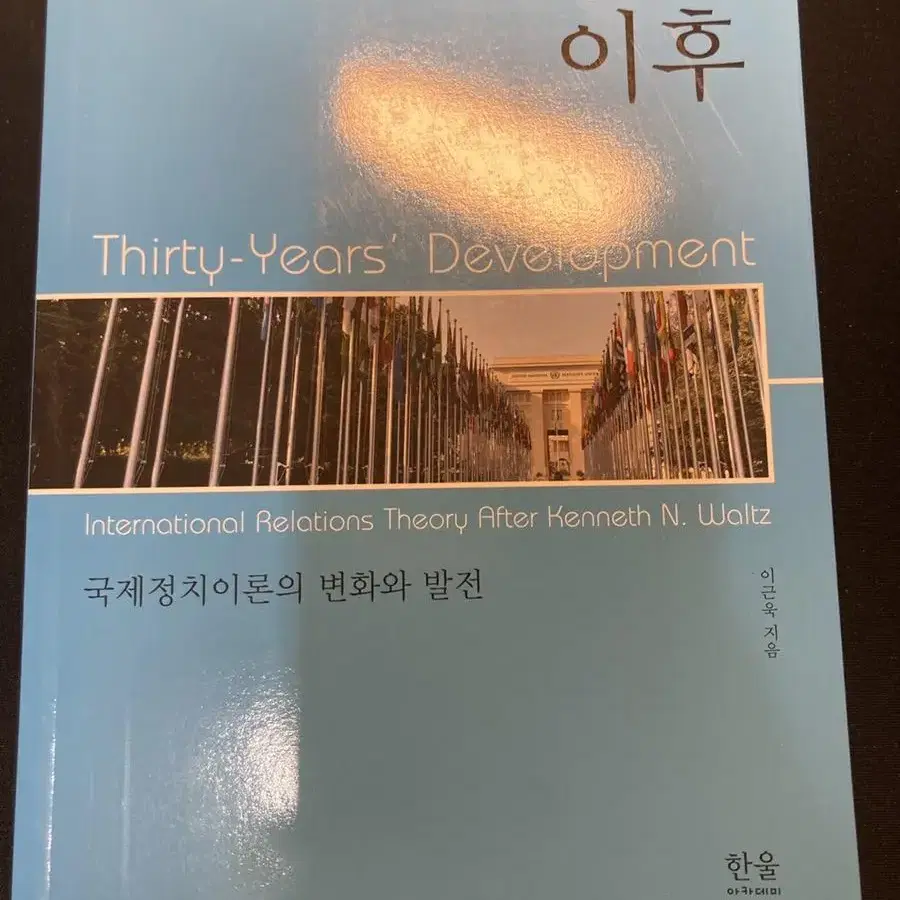 이후
Thirty-Years' Development
International Relations Theory After Kenneth N. Waltz
국제정치이론의 변화와 발전
이근욱 지음
한울
아카데미